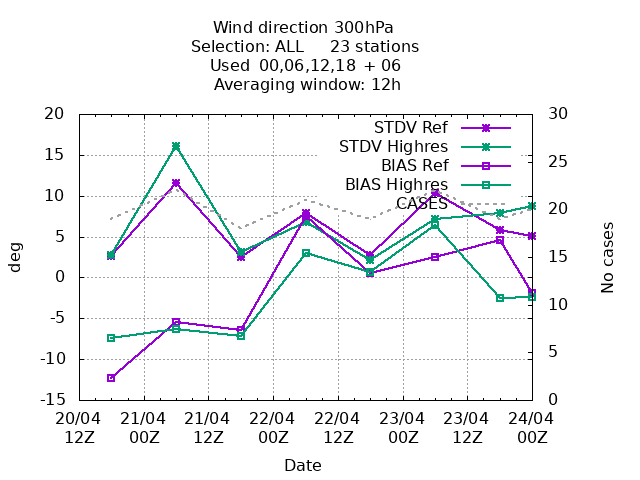 Wind direction 300hPa
Selection: ALL     23 stations
Used  00,06,12,18 + 06
Averaging window: 12h
STDV Ref
STDV Highres
BIAS Ref
BIAS Highres
CASES
20
15
10
5
0
-5
-10
-15
deg
30
25
20
15
10
5
0
No cases
20/04 21/04 21/04 22/04 22/04 23/04 23/04 24/04
12Z 00Z 12Z 00Z 12Z 00Z 12Z 00Z
Date